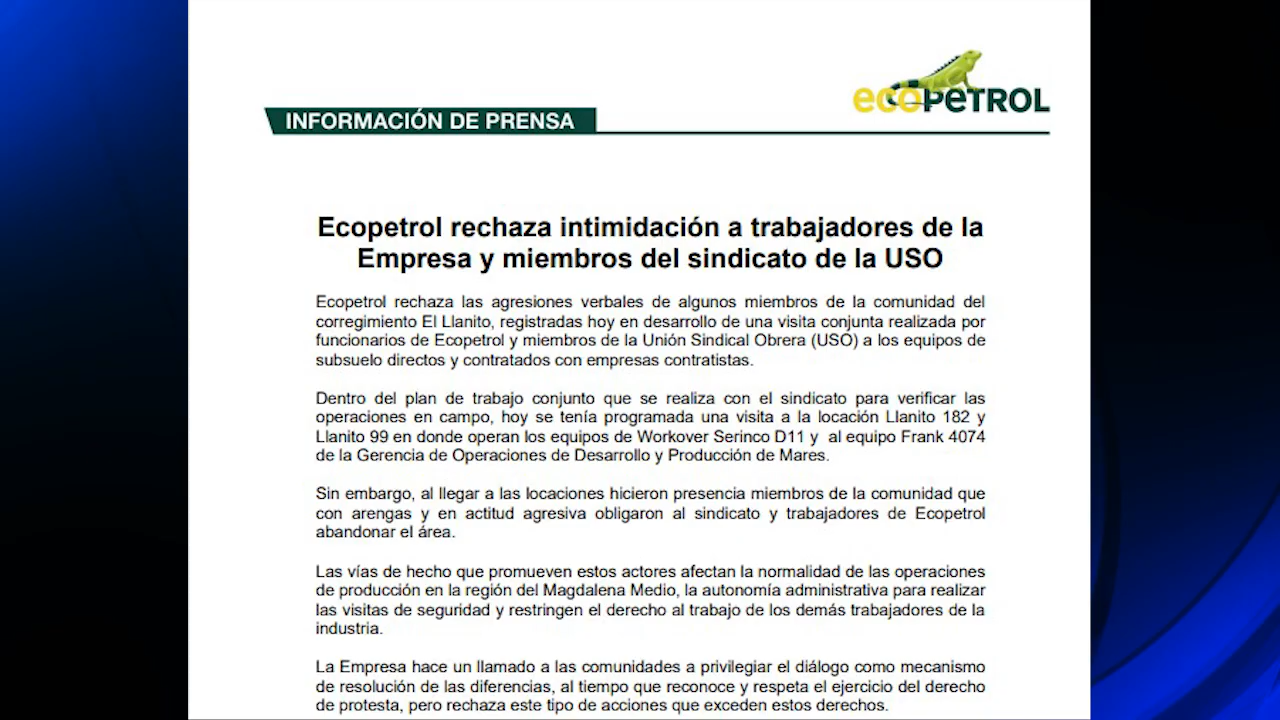 ecoPETROL
INFORMACIÓN DE PRENSA
Ecopetrol rechaza intimidación a trabajadores de la
Empresa y miembros del sindicato de la USO
Ecopetrol rechaza las agresiones verbales de algunos miembros de la comunidad del
corregimiento El Llanito, registradas hoy en desarrollo de una visita conjunta realizada por
funcionarios de Ecopetrol y miembros de la Unión Sindical Obrera (USO) a los equipos de
subsuelo directos y contratados con empresas contratistas.
Dentro del plan de trabajo conjunto que se realiza con el sindicato para verificar las
operaciones en campo, hoy se tenía programada una visita a la locación Llanito 182 y
Llanito 99 en donde operan los equipos de Workover Serinco D11 y al equipo Frank 4074
de la Gerencia de Operaciones de Desarrollo y Producción de Mares.
Sin embargo, al llegar a las locaciones hicieron presencia miembros de la comunidad que
con arengas y en actitud agresiva obligaron al sindicato y trabajadores de Ecopetrol
abandonar el área.
Las vías de hecho que promueven estos actores afectan la normalidad de las operaciones
de producción en la región del Magdalena Medio, la autonomía administrativa para realizar
las visitas de seguridad y restringen el derecho al trabajo de los demás trabajadores de la
industria.
La Empresa hace un llamado a las comunidades a privilegiar el diálogo como mecanismo
de resolución de las diferencias, al tiempo que reconoce y respeta el ejercicio del derecho
de protesta, pero rechaza este tipo de acciones que exceden estos derechos.